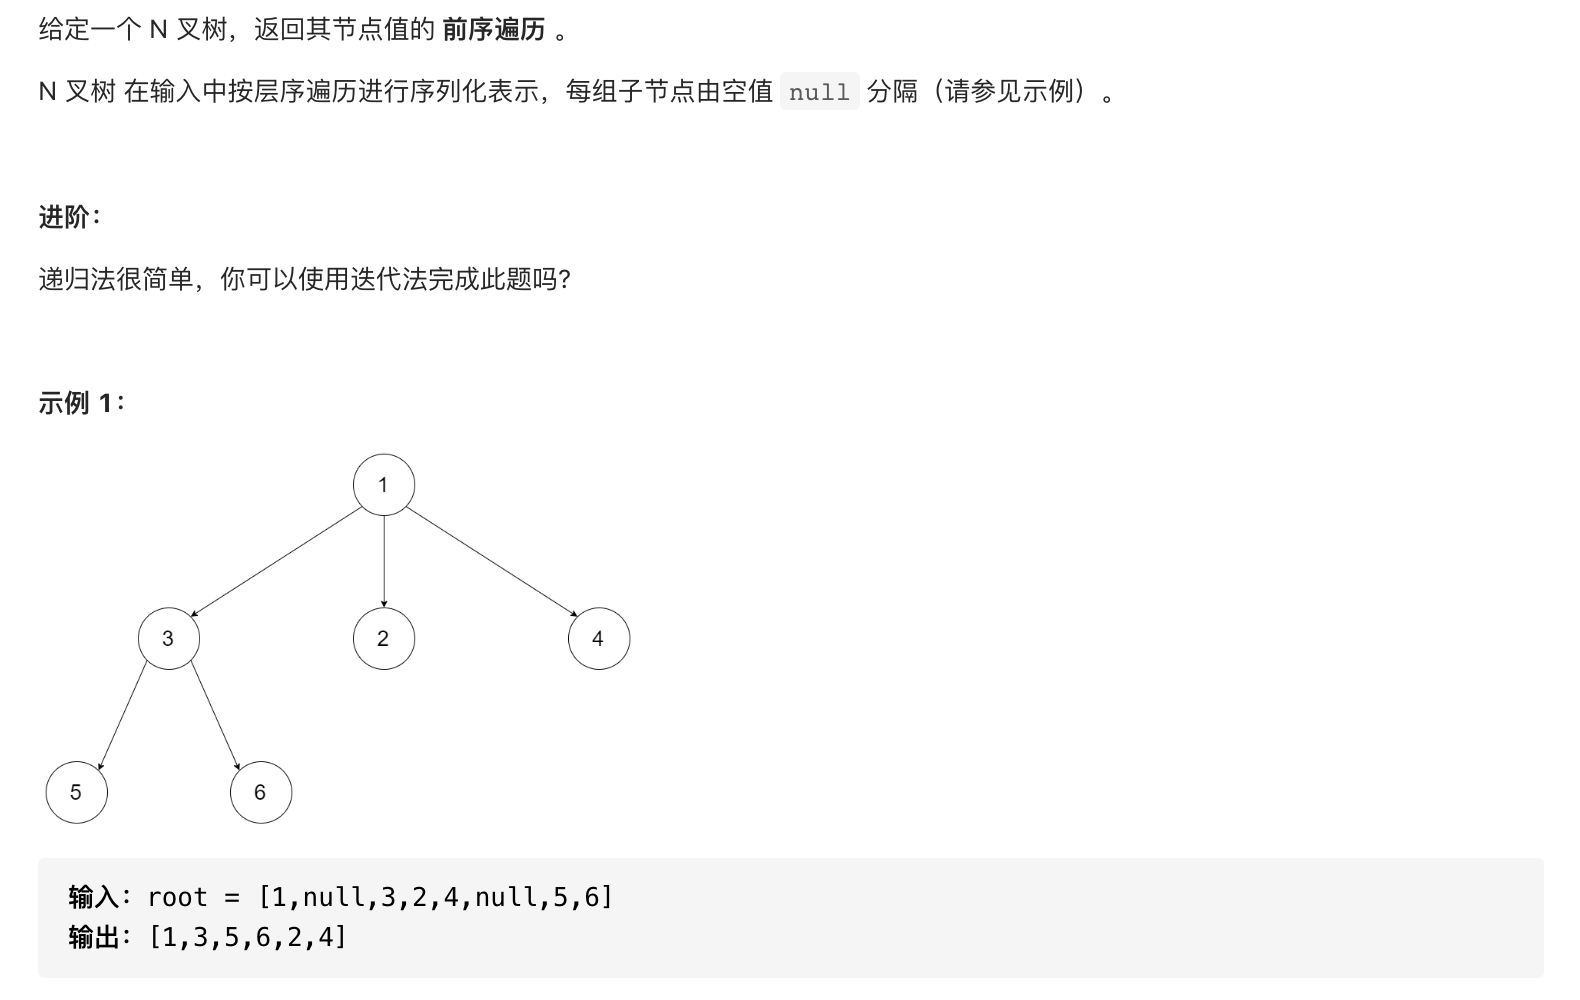 给定一个 N 叉树，返回其节点值的 前序遍历 。
N 叉树 在输入中按层序遍历进行序列化表示，每组子节点由空值 null 分隔（请参见示例）。
进阶：
递归法很简单，你可以使用迭代法完成此题吗?
示例 1：
1
3 2 4
5 6
输入：root = [1,null,3,2,4,null,5,6]
输出：[1,3,5,6,2,4]